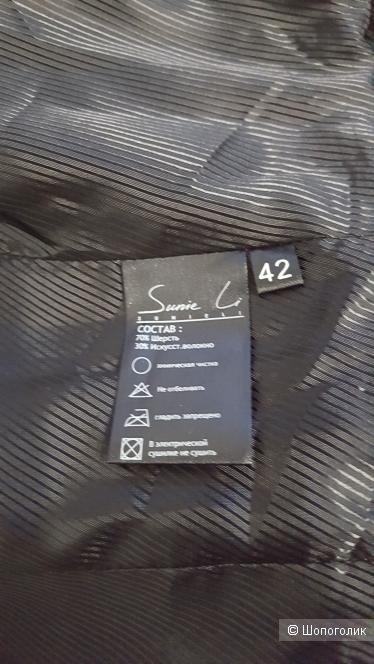 42
Sunie Li
SUNIELI
СОСТАВ :
70% Шерсть
30% Искусст.волокно
химическая чистка
Не отбеливать
гладить запрещено
В электрической
сушилке не сушить
© Шопоголик